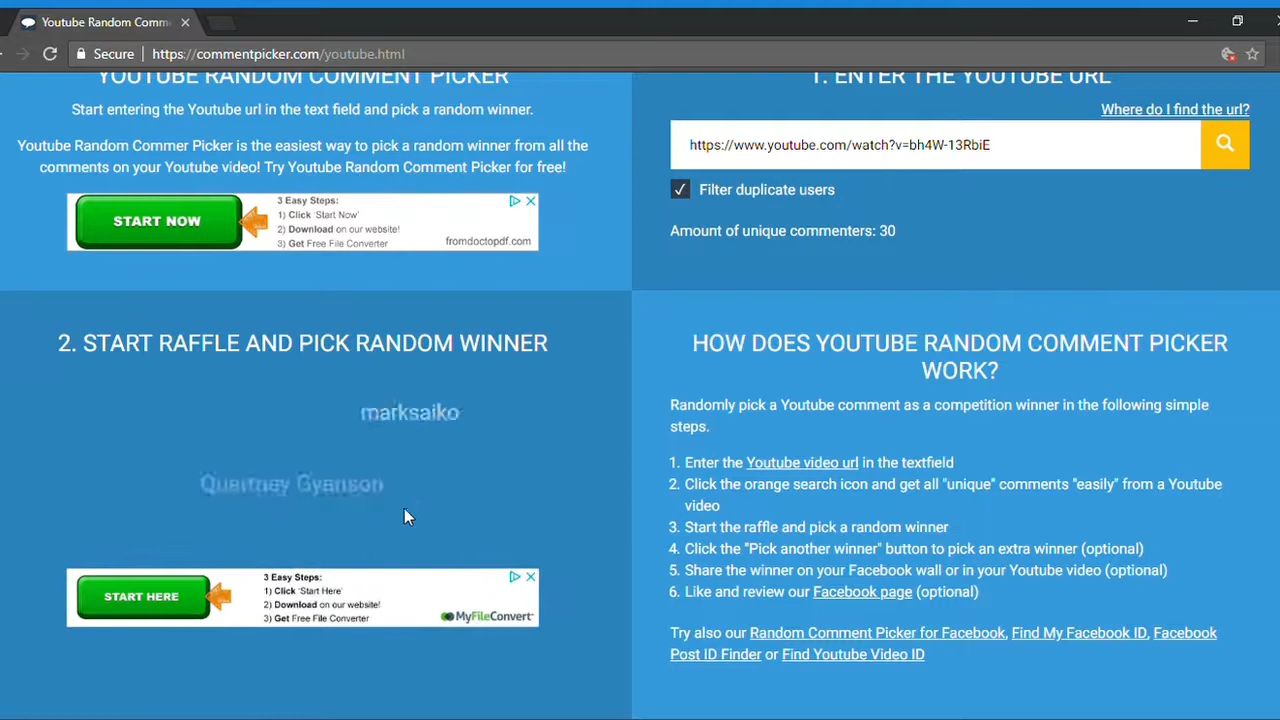 Youtube Random Comm
Secure https://commentpicker.com/youtube.html
YOUTUBE RANDOM COMMENT PICKER
Start entering the Youtube url in the text field and pick a random winner.
Youtube Random Commer Picker is the easiest way to pick a random winner from all the
comments on your Youtube video! Try Youtube Random Comment Picker for free!
START NOW
3 Easy Steps:
1) Click 'Start Now'
2) Download on our website!
3) Get Free File Converter
fromdoctopdf.com
1. ENTER THE YOUTUBE URL
Where do I find the url?
https://www.youtube.com/watch?v=bh4W-13RbiE
Filter duplicate users
Amount of unique commenters: 30
2. START RAFFLE AND PICK RANDOM WINNER
marksaiko
START HERE
3 Easy Steps:
1) Click 'Start Here'
2) Download on our website!
3) Get Free File Converter
MyFileConvert
HOW DOES YOUTUBE RANDOM COMMENT PICKER
WORK?
Randomly pick a Youtube comment as a competition winner in the following simple
steps.
1. Enter the Youtube video url in the textfield
2. Click the orange search icon and get all "unique" comments "easily" from a Youtube
video
3. Start the raffle and pick a random winner
4. Click the "Pick another winner" button to pick an extra winner (optional)
5. Share the winner on your Facebook wall or in your Youtube video (optional)
6. Like and review our Facebook page (optional)
Try also our Random Comment Picker for Facebook, Find My Facebook ID, Facebook
Post ID Finder or Find Youtube Video ID